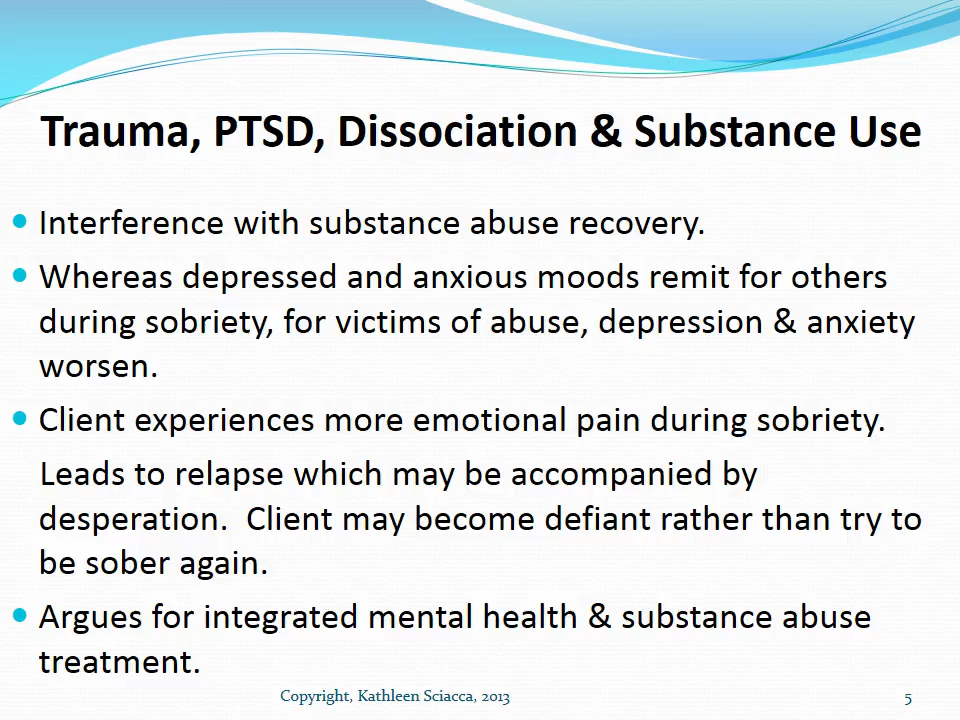 Trauma, PTSD, Dissociation & Substance Use
• Interference with substance abuse recovery.
• Whereas depressed and anxious moods remit for others
during sobriety, for victims of abuse, depression & anxiety
worsen.
• Client experiences more emotional pain during sobriety.
Leads to relapse which may be accompanied by
desperation.  Client may become defiant rather than try to
be sober again.
• Argues for integrated mental health & substance abuse
treatment.
Copyright, Kathleen Sciacca, 2013
5